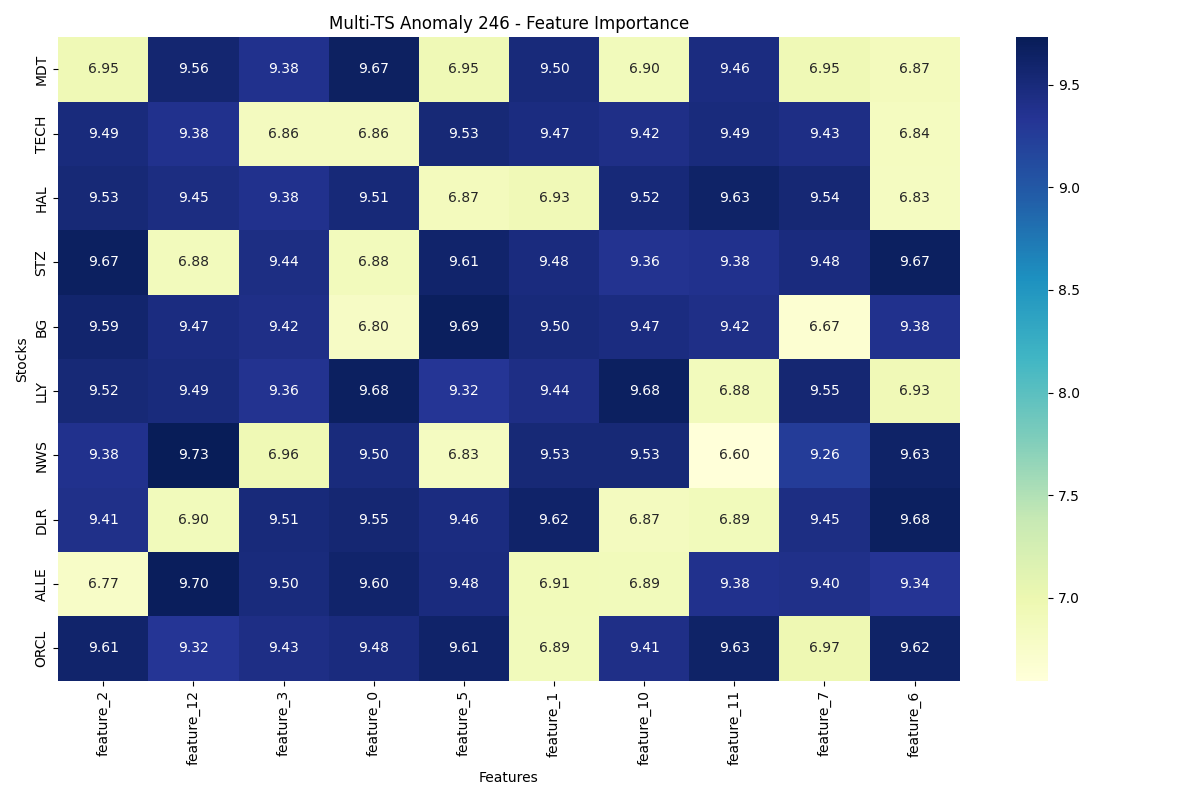 Multi-TS Anomaly 246 - Feature Importance
Stocks
MDT 6.95 9.56 9.38 9.67 6.95 9.50 6.90 9.46 6.95 6.87
TECH 9.49 9.38 6.86 6.86 9.53 9.47 9.42 9.49 9.43 6.84
HAL 9.53 9.45 9.38 9.51 6.87 6.93 9.52 9.63 9.54 6.83
STZ 9.67 6.88 9.44 6.88 9.61 9.48 9.36 9.38 9.48 9.67
BG 9.59 9.47 9.42 6.80 9.69 9.50 9.47 9.42 6.67 9.38
LLY 9.52 9.49 9.36 9.68 9.32 9.44 9.68 6.88 9.55 6.93
NWS 9.38 9.73 6.96 9.50 6.83 9.53 9.53 6.60 9.26 9.63
DLR 9.41 6.90 9.51 9.55 9.46 9.62 6.87 6.89 9.45 9.68
ALLE 6.77 9.70 9.50 9.60 9.48 6.91 6.89 9.38 9.40 9.34
ORCL 9.61 9.32 9.43 9.48 9.61 6.89 9.41 9.63 6.97 9.62
feature_2 feature_12 feature_3 feature_0 feature_5 feature_1 feature_10 feature_11 feature_7 feature_6
Features
9.5
9.0
8.5
8.0
7.5
7.0